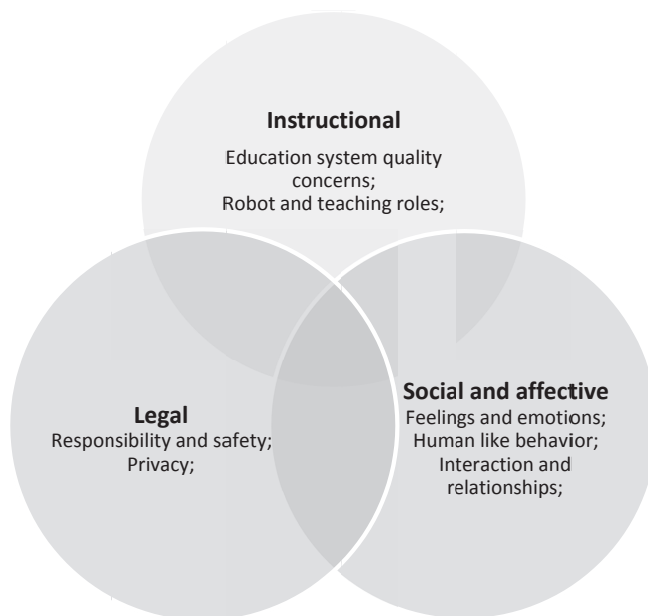 Instructional
Education system quality
concerns;
Robot and teaching roles;
Legal
Responsibility and safety;
Privacy;
Social and affective
Feelings and emotions;
Human like behavior;
Interaction and
relationships;